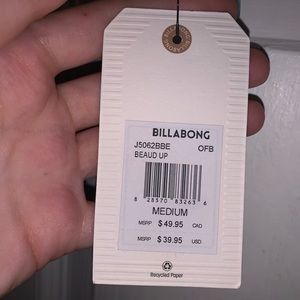 BILLABONG
J5062BBE OFB
BEAUD UP
8 28570 83263 6
MEDIUM
MSRP $ 49.95 CAD
MSRP $ 39.95 USD
Recycled Paper